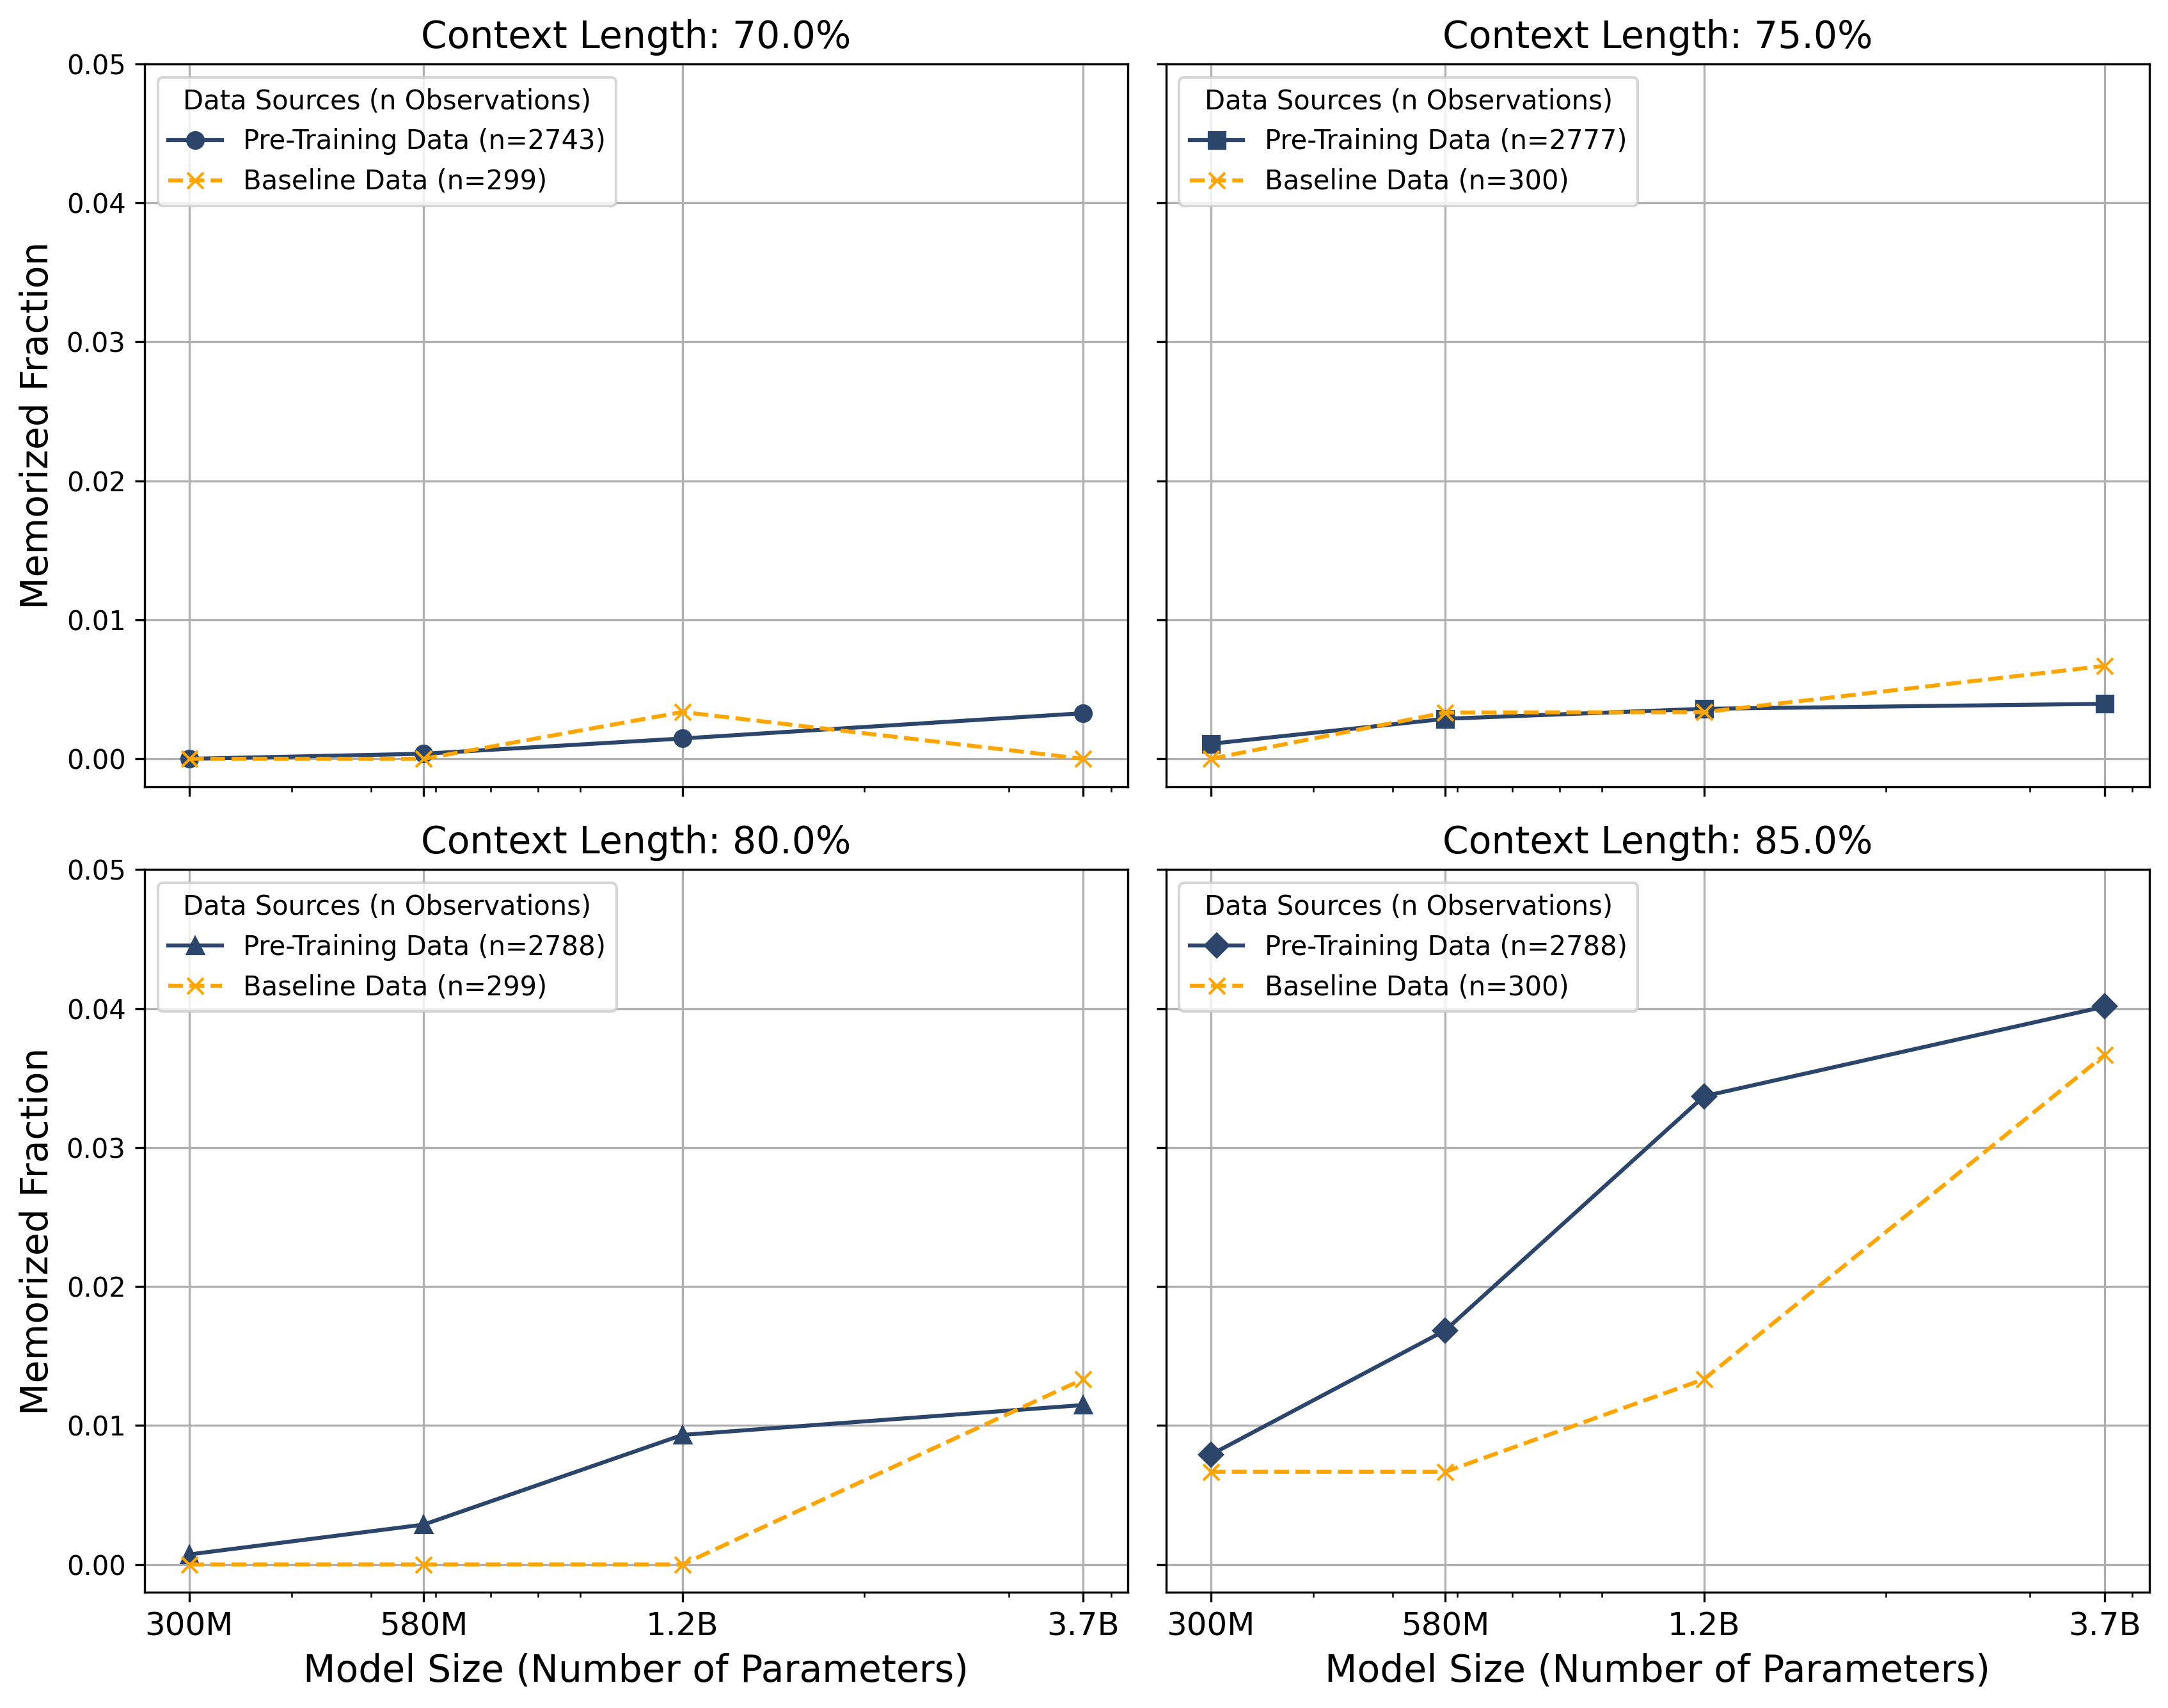 Context Length: 70.0%
Data Sources (n Observations)
Pre-Training Data (n=2743)
Baseline Data (n=299)
0.05
0.04
0.03
0.02
0.01
0.00
Memorized Fraction
Context Length: 75.0%
Data Sources (n Observations)
Pre-Training Data (n=2777)
Baseline Data (n=300)
Context Length: 80.0%
Data Sources (n Observations)
Pre-Training Data (n=2788)
Baseline Data (n=299)
0.05
0.04
0.03
0.02
0.01
0.00
Memorized Fraction
300M 580M 1.2B 3.7B
Model Size (Number of Parameters)
Context Length: 85.0%
Data Sources (n Observations)
Pre-Training Data (n=2788)
Baseline Data (n=300)
300M 580M 1.2B 3.7B
Model Size (Number of Parameters)